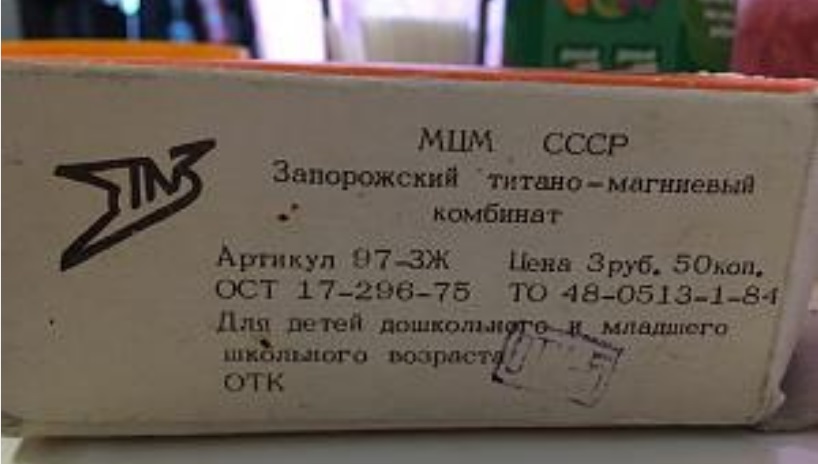 МЦМ СССР
Запорожский титано-магниевый
комбинат
Артикул 97-3Ж Цена 3руб. 50коп.
ОСТ 17-296-75 ТО 48-0513-1-84
Для детей дошкольного и младшего
школьного возраста
ОТК